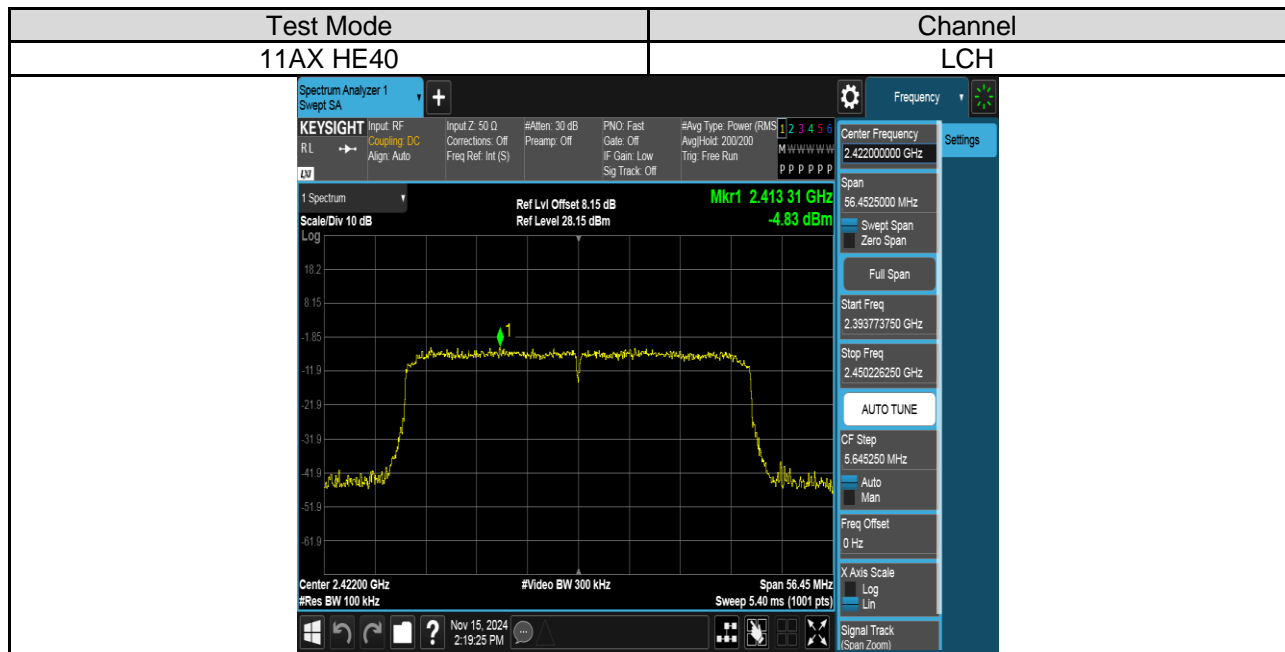 Test Mode Channel
11AX HE40 LCH
Spectrum Analyzer 1
Swept SA
+
Frequency
KEYSIGHT
RL
LXI
Input: RF
Coupling: DC
Align: Auto
Input Z: 50 Ω
Corrections: Off
Freq Ref: Int (S)
#Atten: 30 dB
Preamp: Off
PNO: Fast
Gate: Off
IF Gain: Low
Sig Track: Off
#Avg Type: Power (RMS
Avg|Hold: 200/200
Trig: Free Run
1 2 3 4 5 6
M W W W W W
P P P P P P
1 Spectrum
Scale/Div 10 dB
Log
Ref Lvl Offset 8.15 dB
Ref Level 28.15 dBm
Mkr1 2.413 31 GHz
-4.83 dBm
18.2
8.15
-1.85
-11.9
-21.9
-31.9
-41.9
-51.9
-61.9
1
Center 2.42200 GHz
#Res BW 100 kHz
#Video BW 300 kHz
Span 56.45 MHz
Sweep 5.40 ms (1001 pts)
Center Frequency
2.422000000 GHz
Settings
Span
56.4525000 MHz
Swept Span
Zero Span
Full Span
Start Freq
2.393773750 GHz
Stop Freq
2.450226250 GHz
AUTO TUNE
CF Step
5.645250 MHz
Auto
Man
Freq Offset
0 Hz
X Axis Scale
Log
Lin
Signal Track
(Span Zoom)
?
Nov 15, 2024
2:19:25 PM